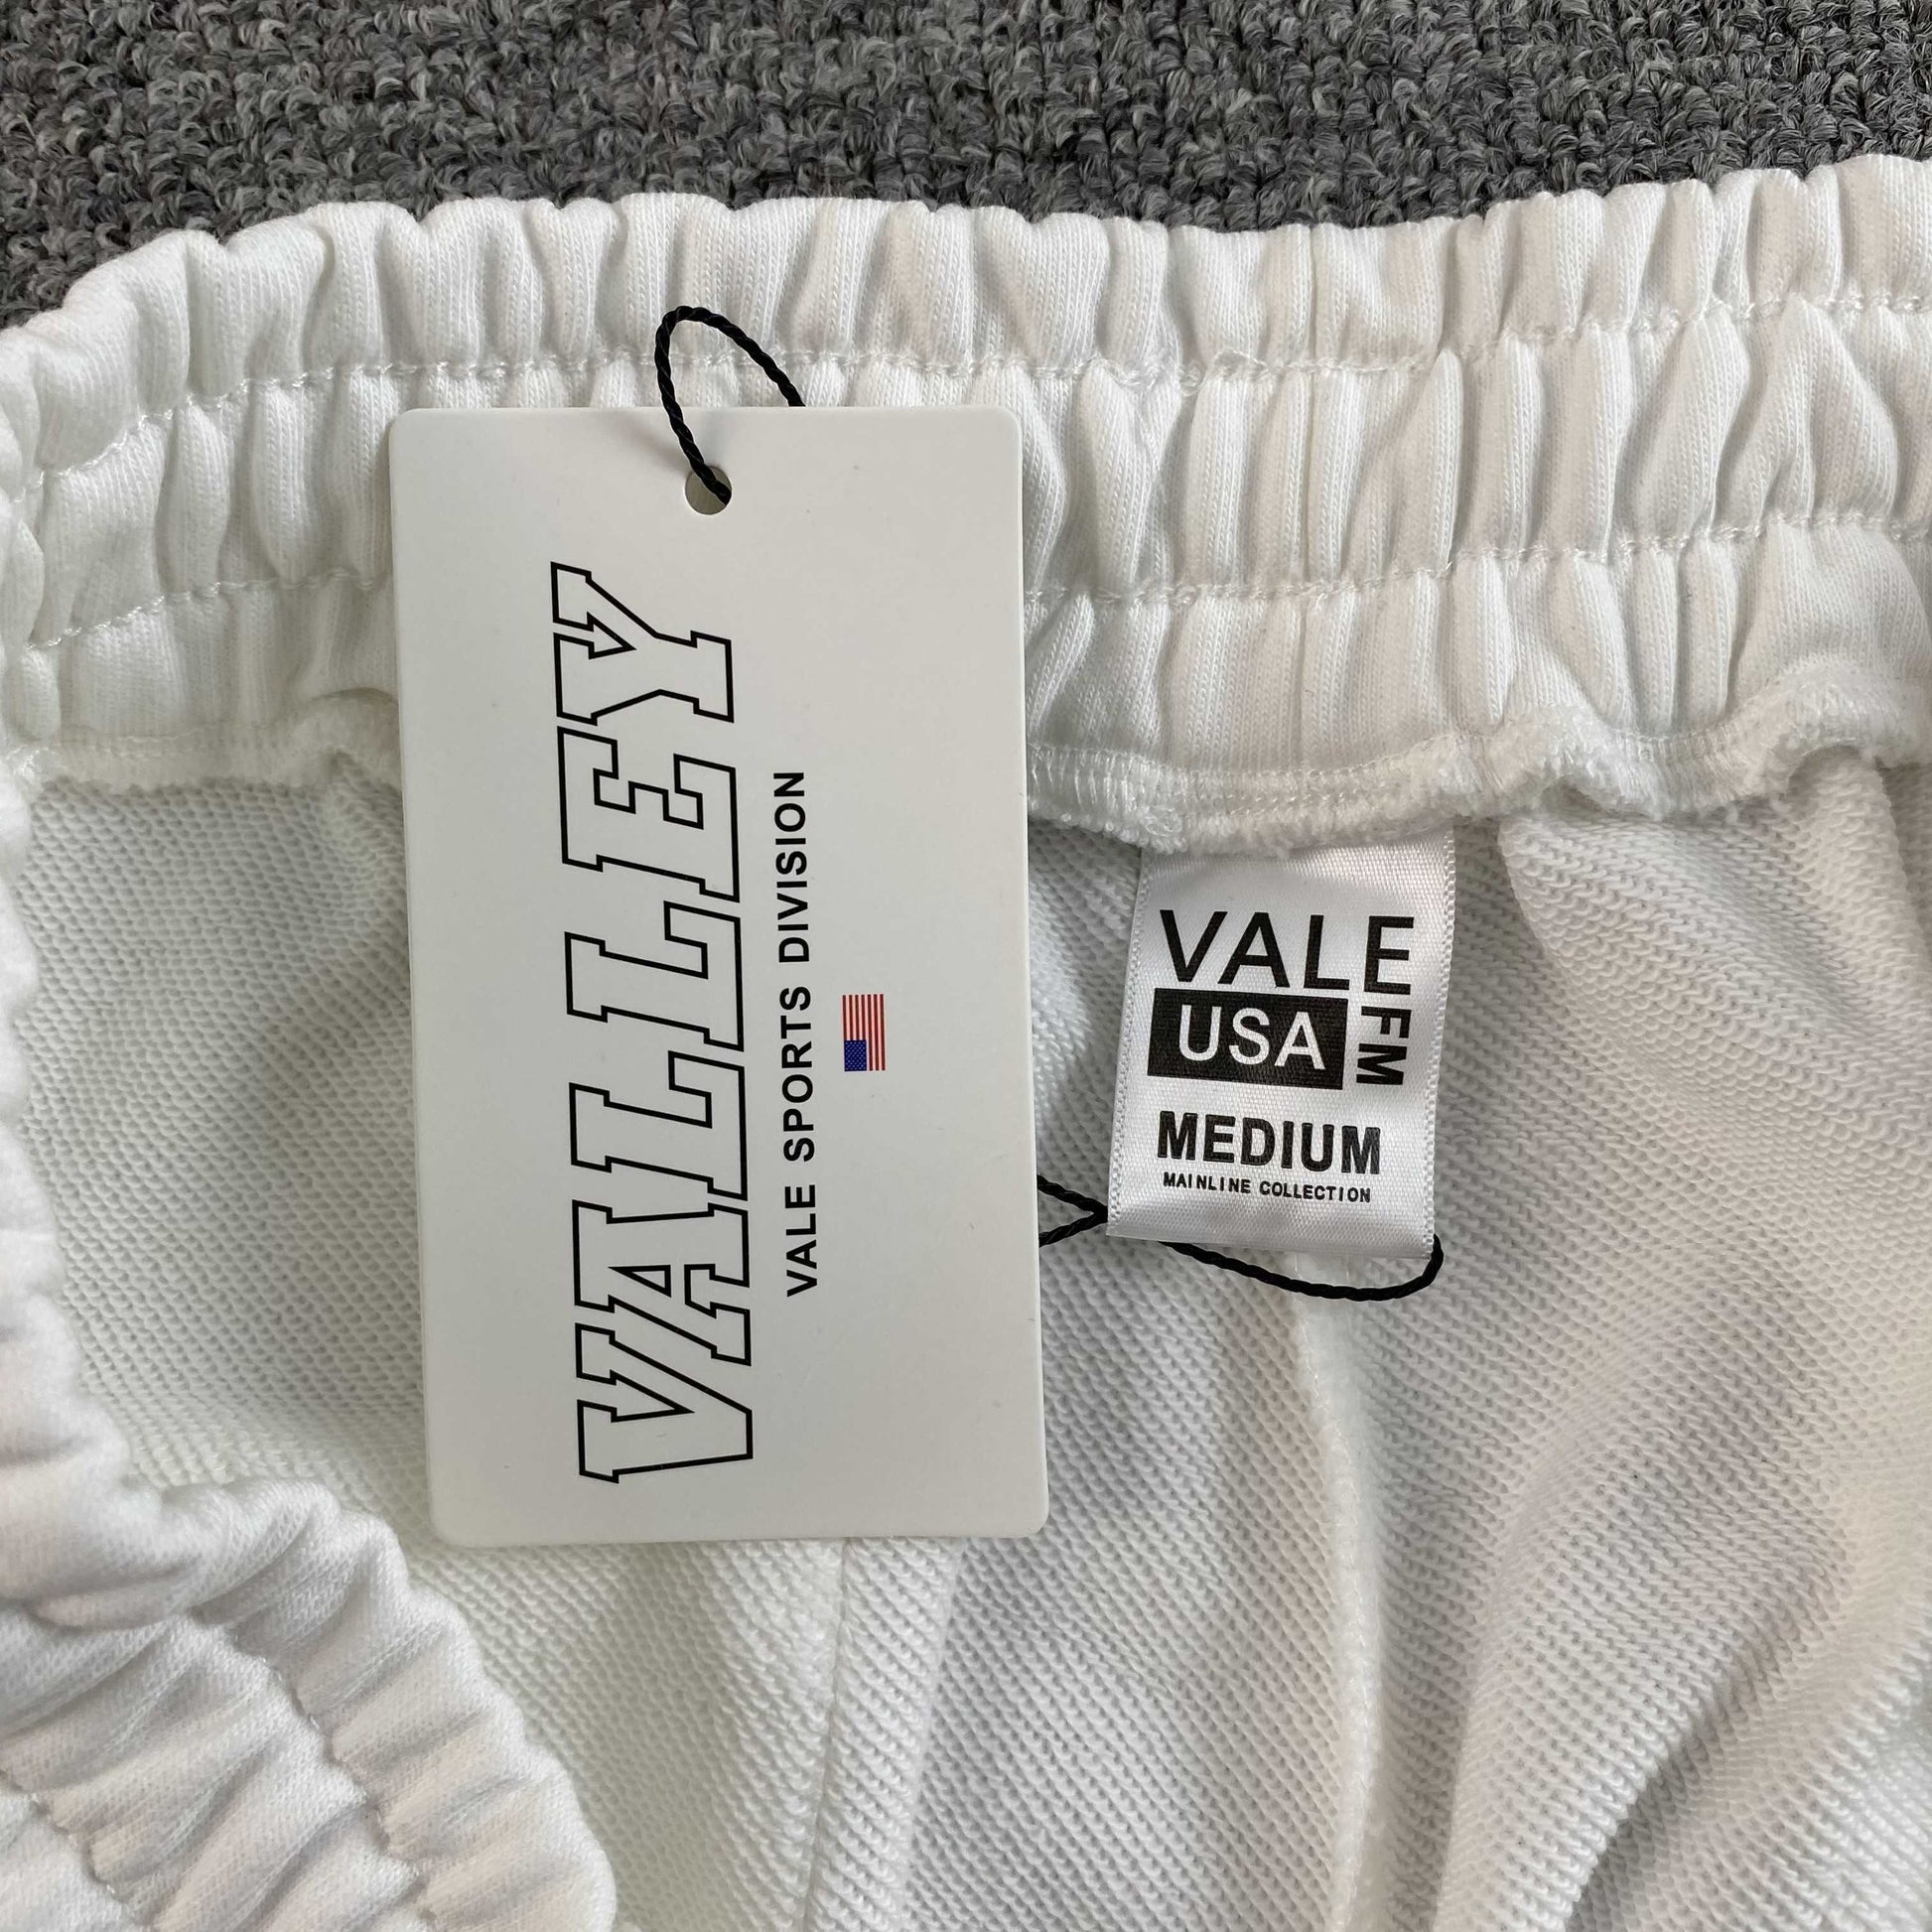 VALLEY
VALE SPORTS DIVISION
VALE
FM
USA
MEDIUM
MAINLINE COLLECTION